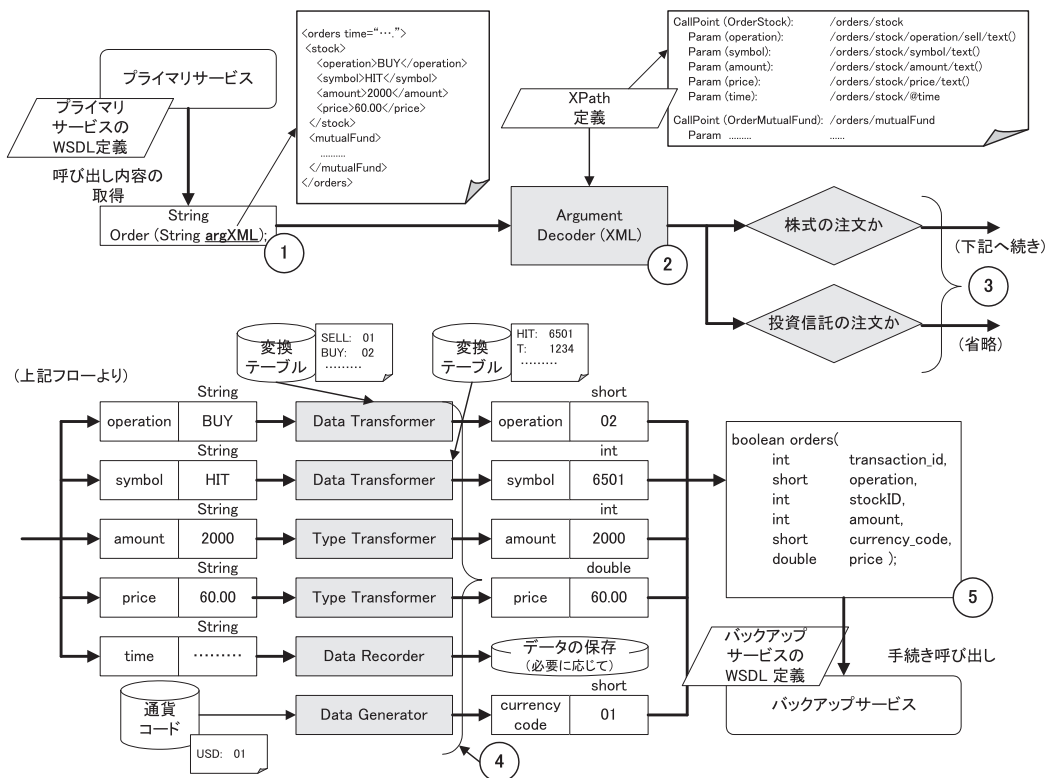 プライマリサービス
プライマリ
サービスの
WSDL定義
呼び出し内容の
取得
<orders time="….">
<stock>
<operation>BUY</operation>
<symbol>HIT</symbol>
<amount>2000</amount>
<price>60.00</price>
</stock>
<mutualFund>
..........
</mutualFund>
</orders>
XPath
定義
CallPoint (OrderStock): /orders/stock
Param (operation): /orders/stock/operation/sell/text()
Param (symbol): /orders/stock/symbol/text()
Param (amount): /orders/stock/amount/text()
Param (price): /orders/stock/price/text()
Param (time): /orders/stock/@time
CallPoint (OrderMutualFund): /orders/mutualFund
Param ......... ......
String
Order (String argXML);
1
Argument
Decoder (XML)
2
株式の注文か
(下記へ続き)
3
投資信託の注文か
(省略)
(上記フローより)
変換
テーブル
SELL: 01
BUY: 02
………
変換
テーブル
HIT: 6501
T: 1234
………
String
operation BUY
Data Transformer
short
operation 02
String
symbol HIT
Data Transformer
int
symbol 6501
String
amount 2000
Type Transformer
int
amount 2000
String
price 60.00
Type Transformer
double
price 60.00
String
time ………
Data Recorder
データの保存
(必要に応じて)
通貨
コード
USD: 01
Data Generator
short
currency
code
01
4
boolean orders(
int transaction_id,
short operation,
int stockID,
int amount,
short currency_code,
double price );
5
バックアップ
サービスの
WSDL 定義
手続き呼び出し
バックアップサービス